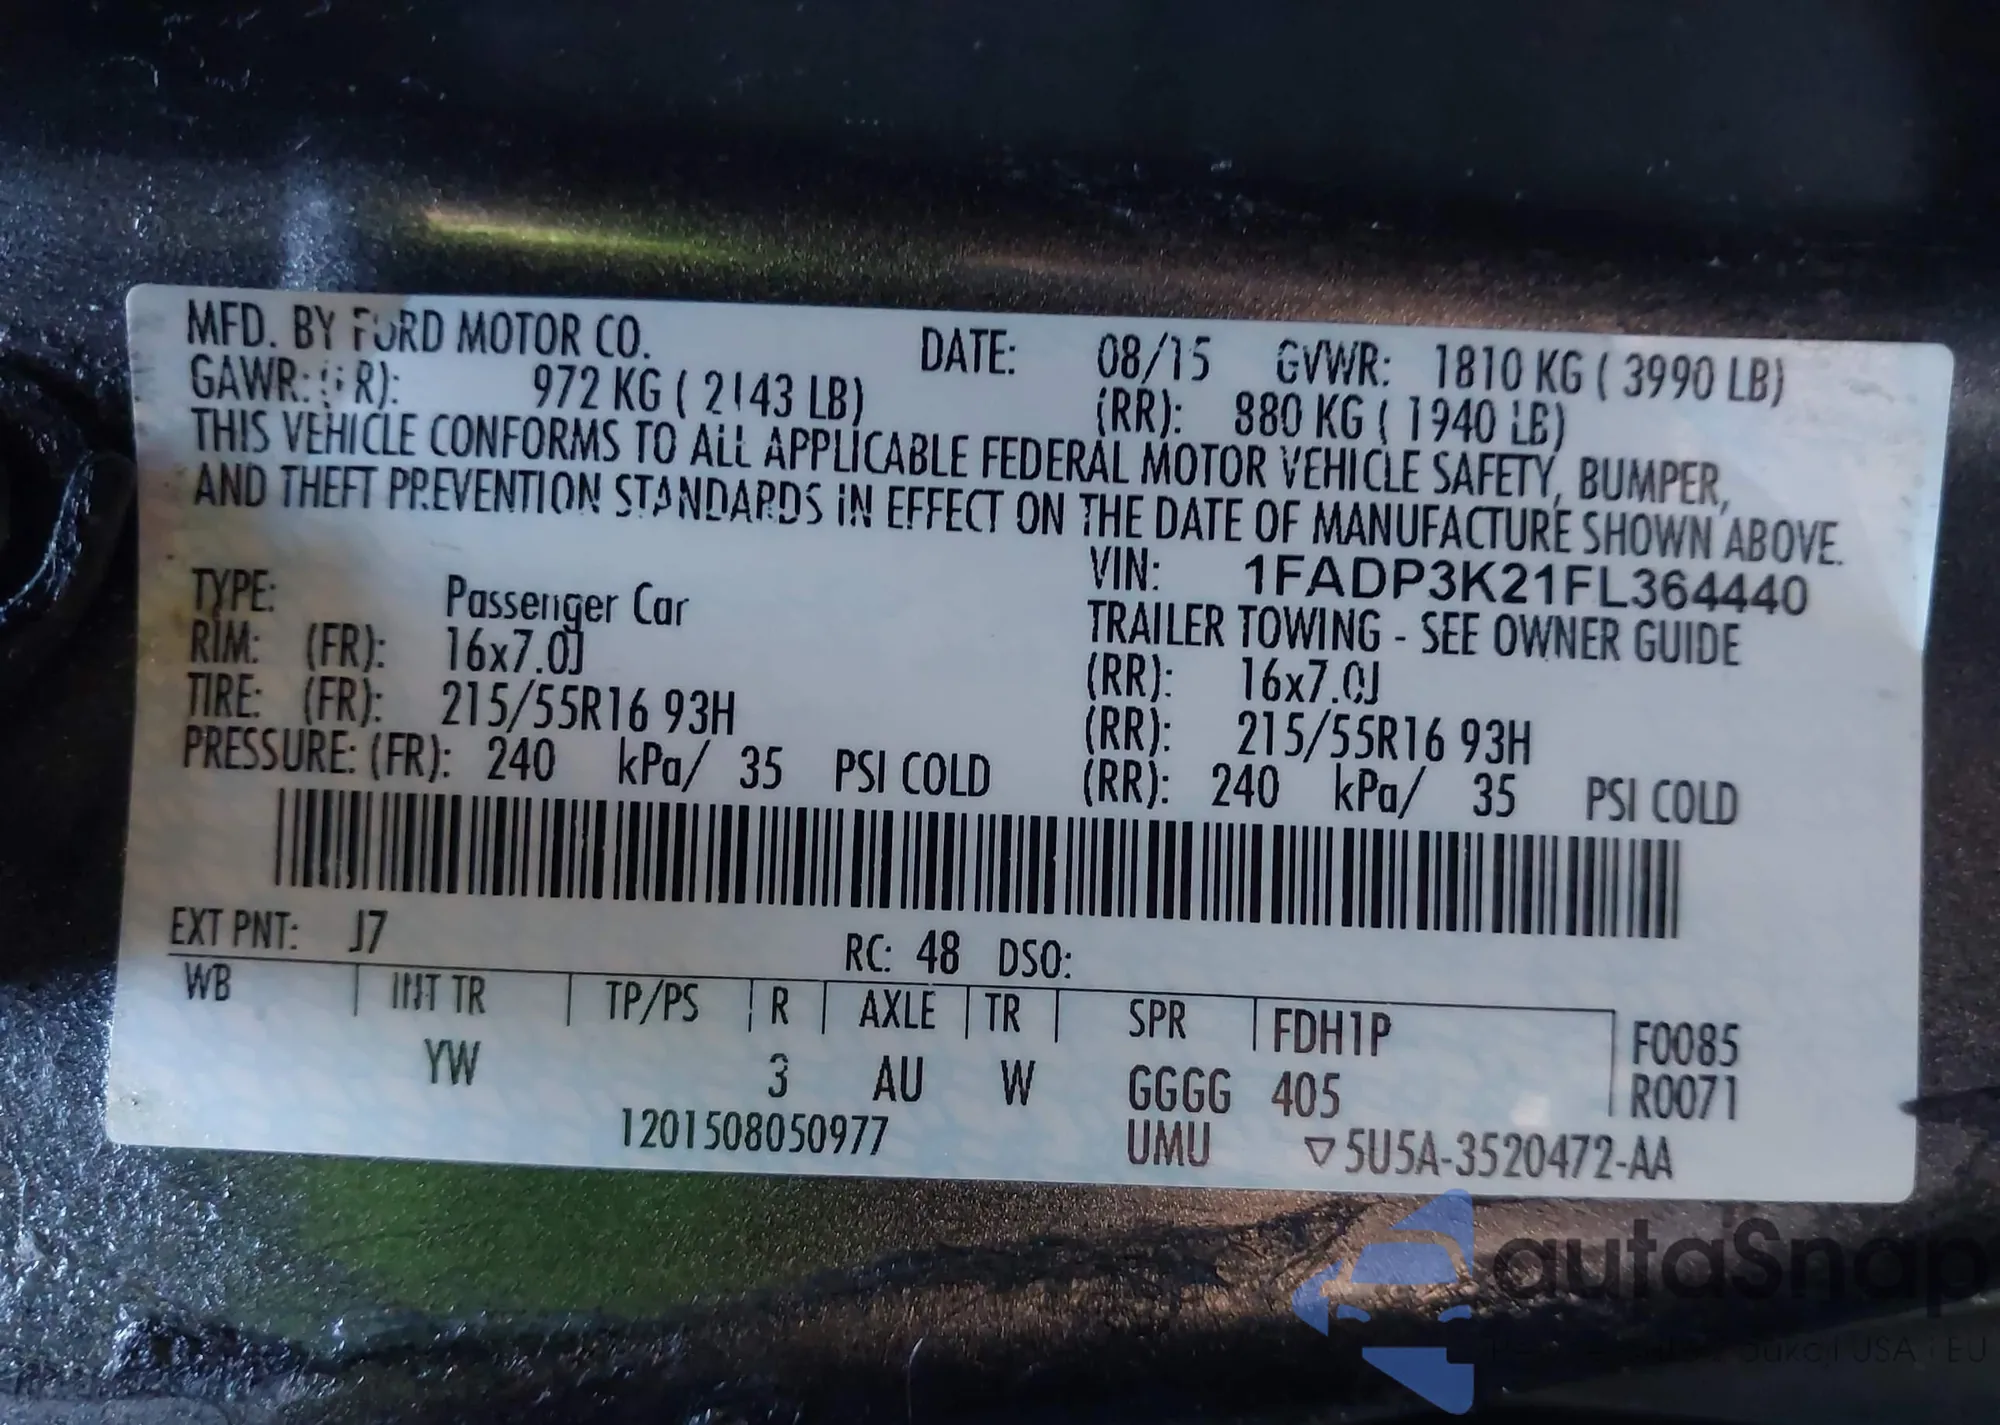 MFD. BY FORD MOTOR CO. DATE: 08/15 GVWR: 1810 KG ( 3990 LB)
GAWR: (FR): 972 KG ( 2143 LB) (RR): 880 KG ( 1940 LB)
THIS VEHICLE CONFORMS TO ALL APPLICABLE FEDERAL MOTOR VEHICLE SAFETY, BUMPER,
AND THEFT PREVENTION STANDARDS IN EFFECT ON THE DATE OF MANUFACTURE SHOWN ABOVE.
VIN: 1FADP3K21FL364440
TYPE: Passenger Car TRAILER TOWING - SEE OWNER GUIDE
RIM: (FR): 16x7.0J (RR): 16x7.0J
TIRE: (FR): 215/55R16 93H (RR): 215/55R16 93H
PRESSURE: (FR): 240 kPa/ 35 PSI COLD (RR): 240 kPa/ 35 PSI COLD
EXT PNT: J7 RC: 48 DSO:
WB INT TR TP/PS R AXLE TR SPR FDH1P F0085
YW 3 AU W GGGG 405 R0071
1201508050977 UMU ▽5U5A-3520472-AA
autaSnap
USA EU